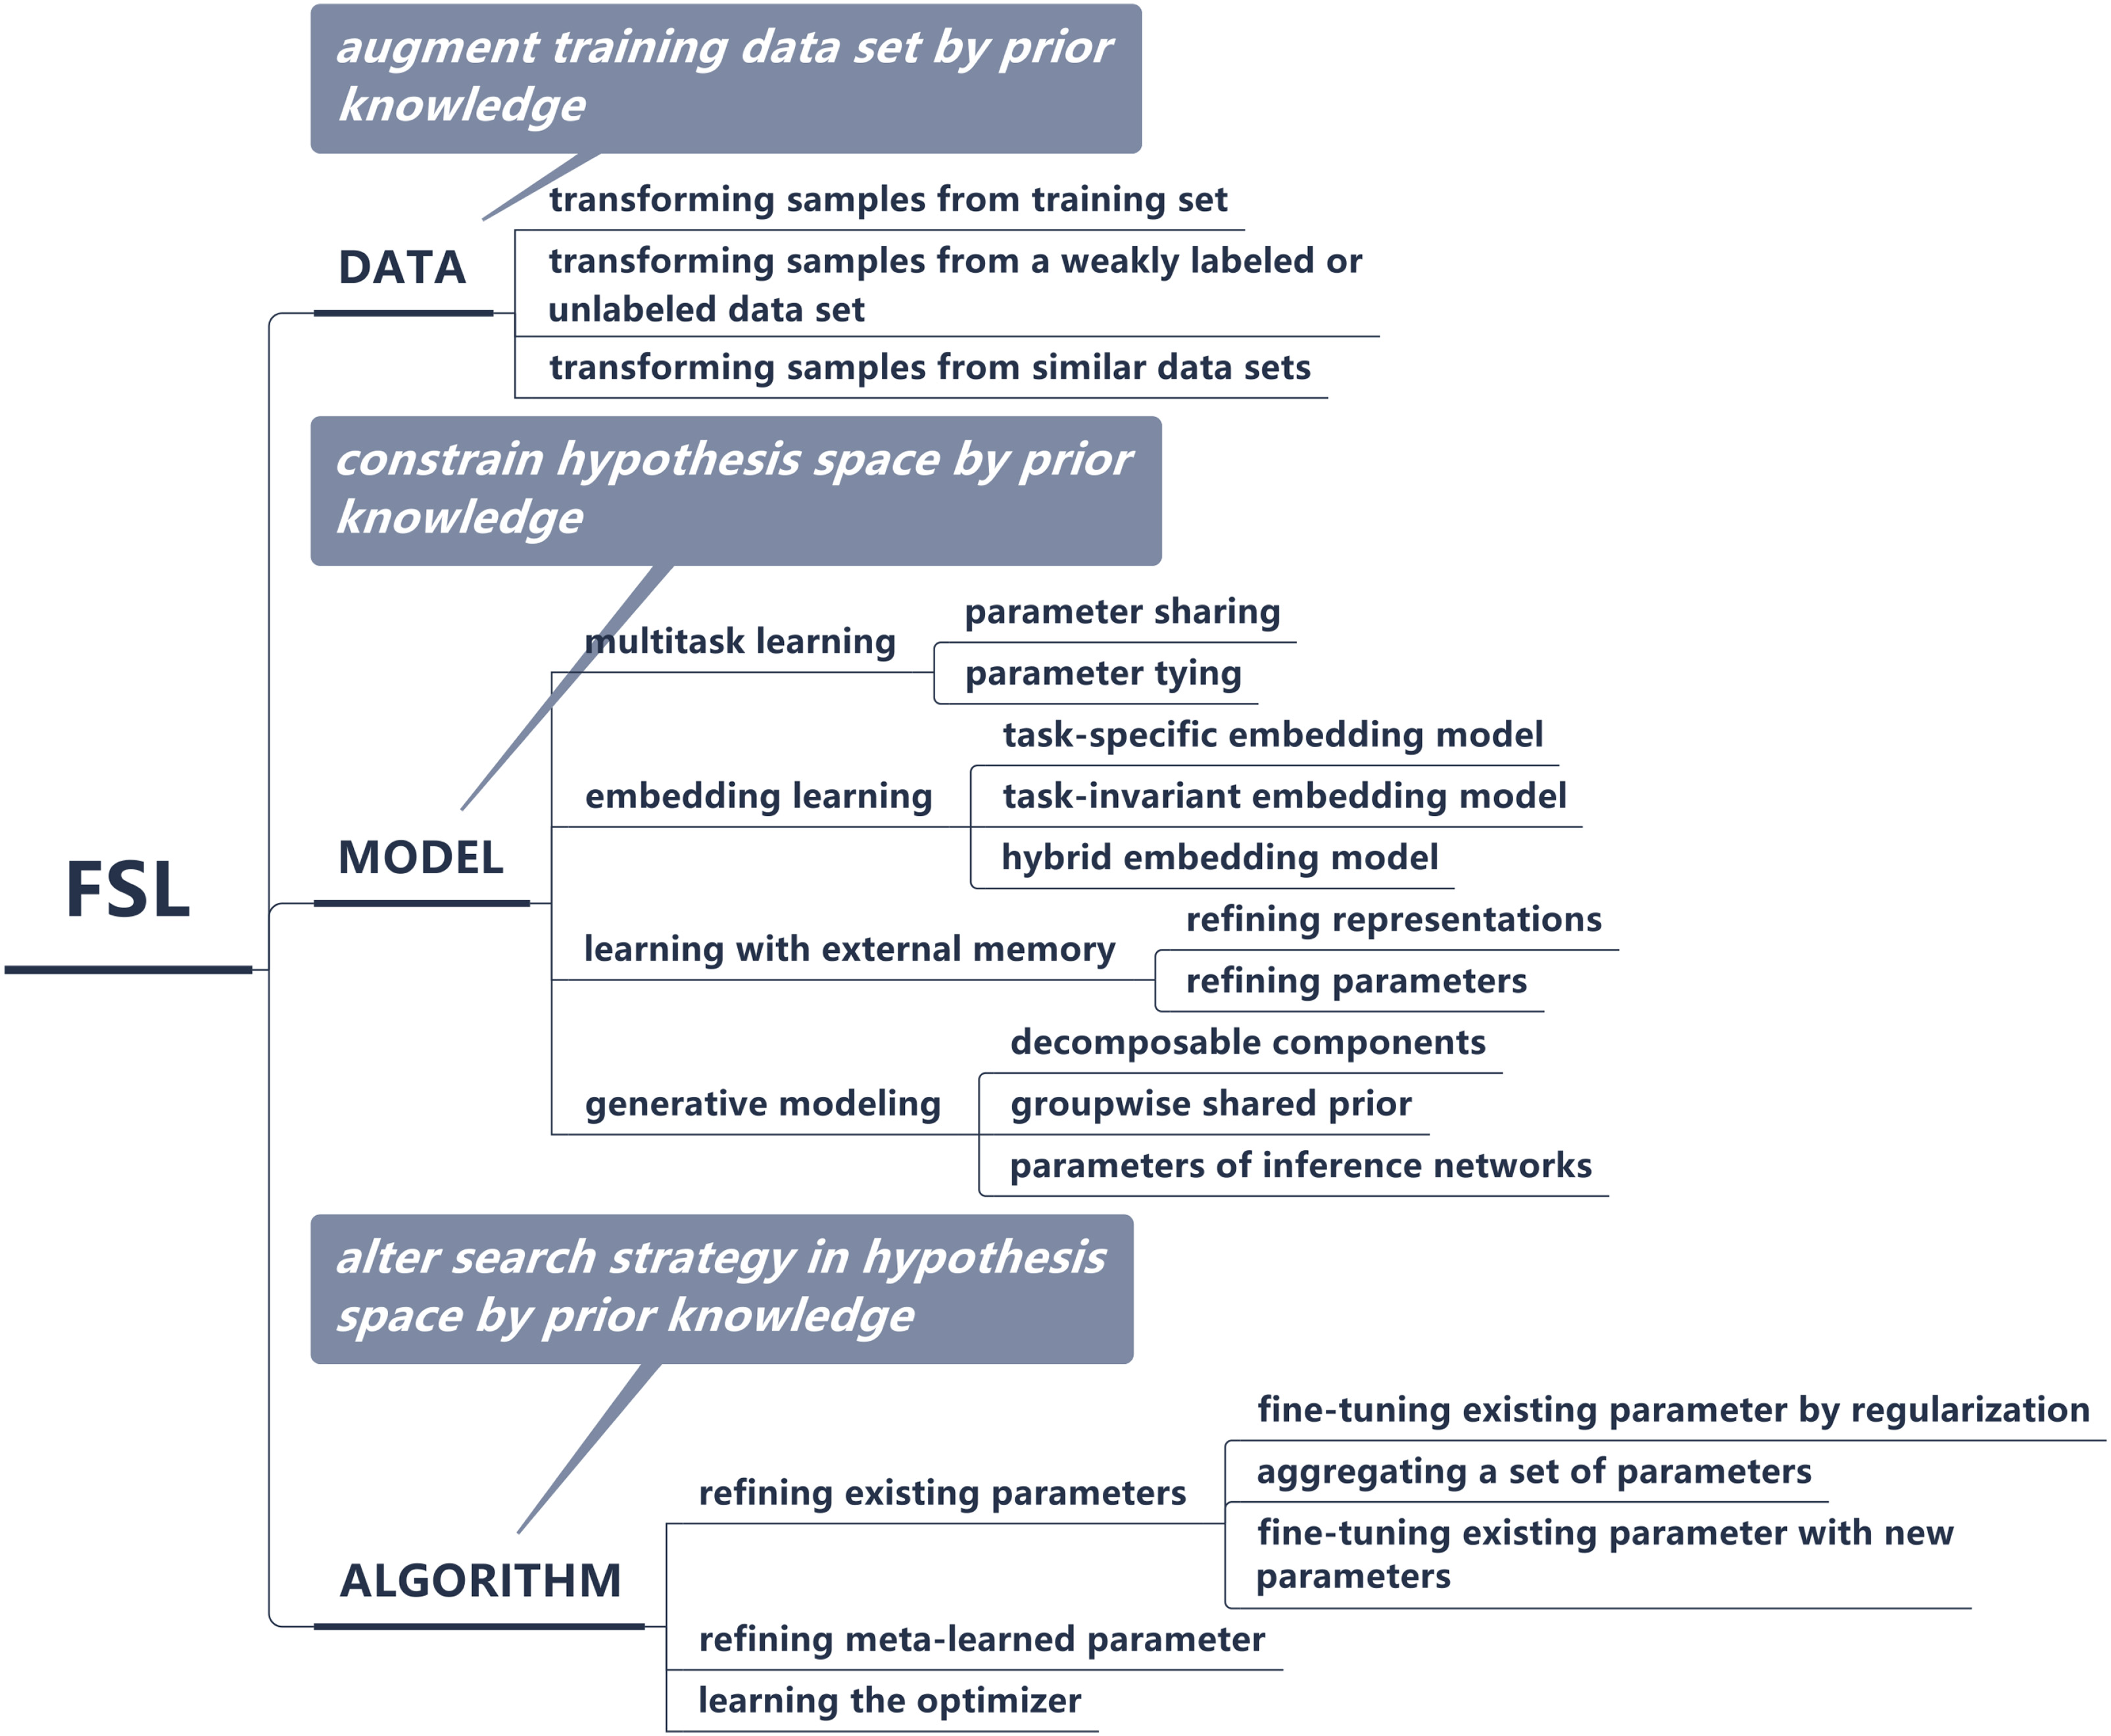 augment training data set by prior
knowledge
transforming samples from training set
DATA
transforming samples from a weakly labeled or
unlabeled data set
transforming samples from similar data sets
constrain hypothesis space by prior
knowledge
multitask learning
parameter sharing
parameter tying
task-specific embedding model
embedding learning
task-invariant embedding model
hybrid embedding model
FSL
MODEL
learning with external memory
refining representations
refining parameters
decomposable components
generative modeling
groupwise shared prior
parameters of inference networks
alter search strategy in hypothesis
space by prior knowledge
ALGORITHM
refining existing parameters
fine-tuning existing parameter by regularization
aggregating a set of parameters
fine-tuning existing parameter with new
parameters
refining meta-learned parameter
learning the optimizer